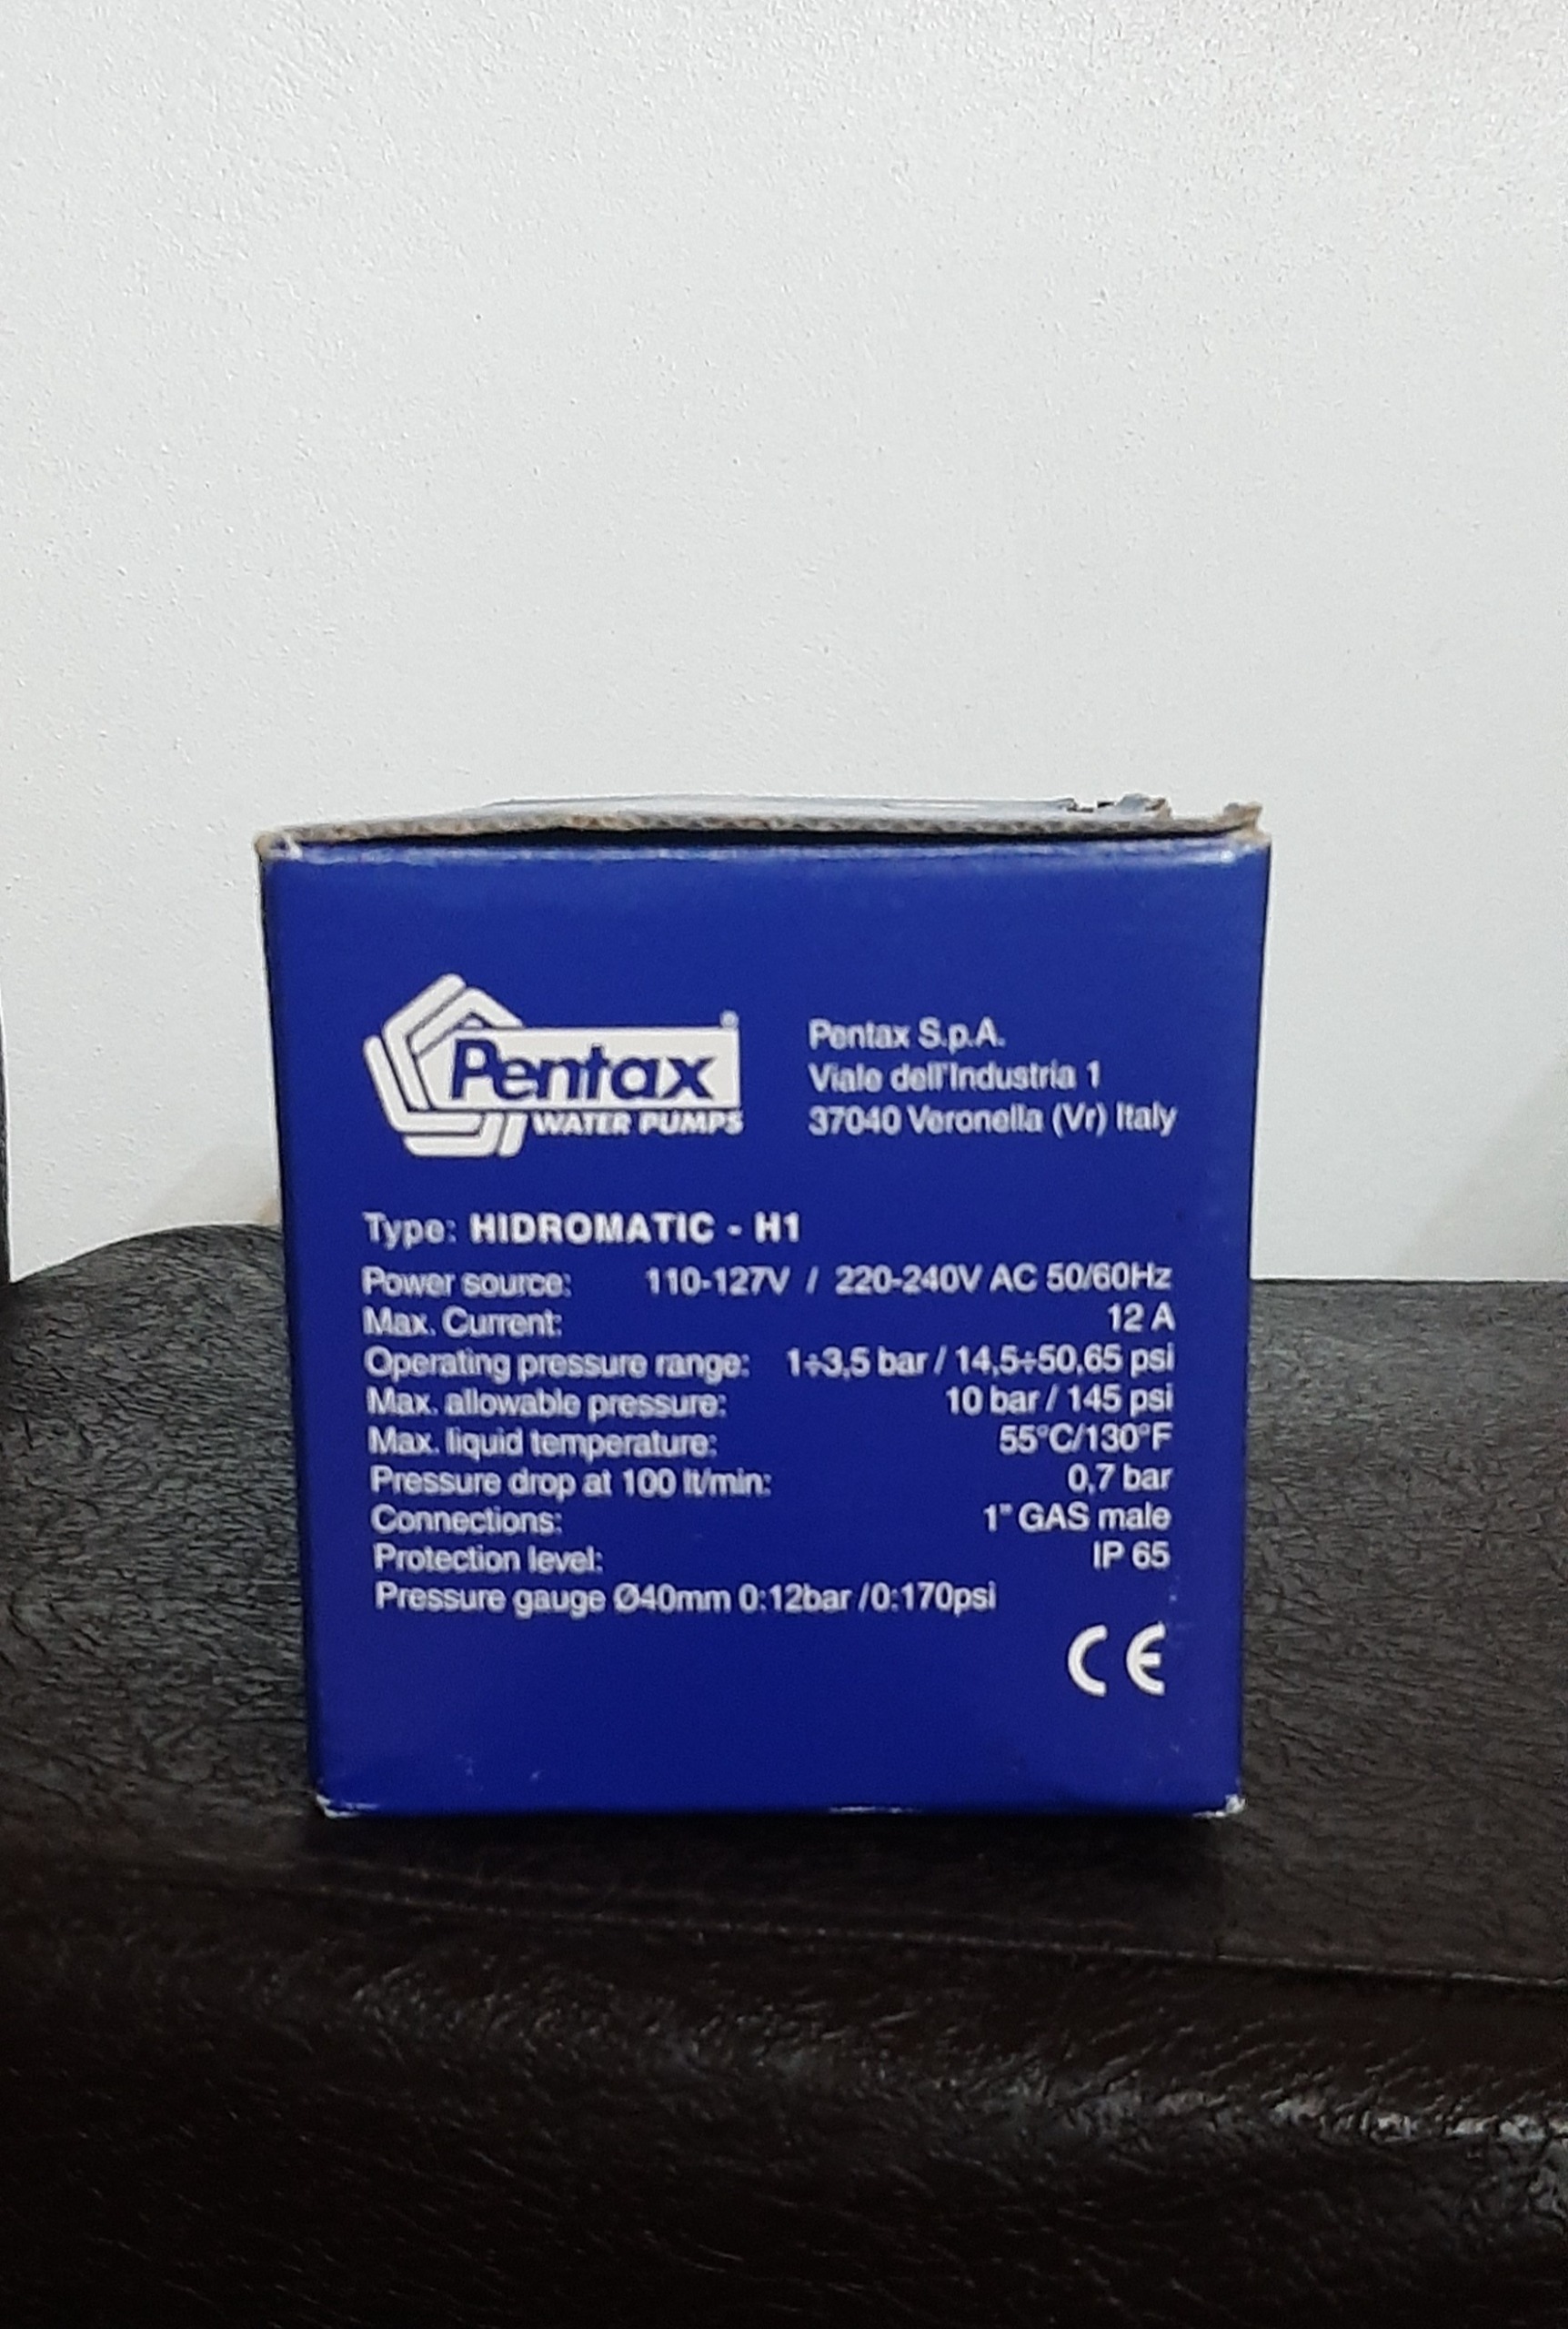 Pentax®
WATER PUMPS
Pentax S.p.A.
Viale dell'Industria 1
37040 Veronella (Vr) Italy
Type: HIDROMATIC - H1
Power source: 110-127V / 220-240V AC 50/60Hz
Max. Current: 12 A
Operating pressure range: 1÷3,5 bar / 14,5÷50,65 psi
Max. allowable pressure: 10 bar / 145 psi
Max. liquid temperature: 55°C/130°F
Pressure drop at 100 lt/min: 0,7 bar
Connections: 1" GAS male
Protection level: IP 65
Pressure gauge Ø40mm 0:12bar /0:170psi
CE